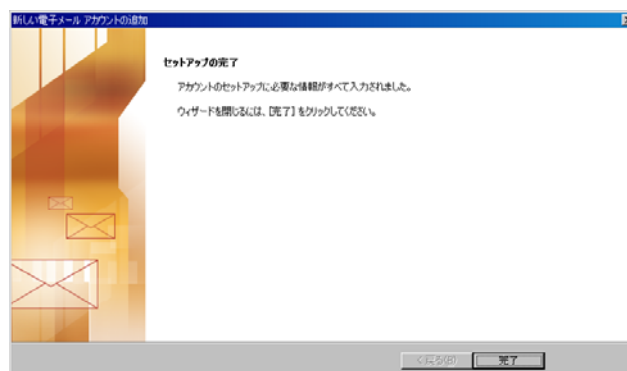 新しい電子メール アカウントの追加
セットアップの完了
アカウントのセットアップに必要な情報がすべて入力されました。
ウィザードを閉じるには、[完了] をクリックしてください。
< 戻る(B)
完了